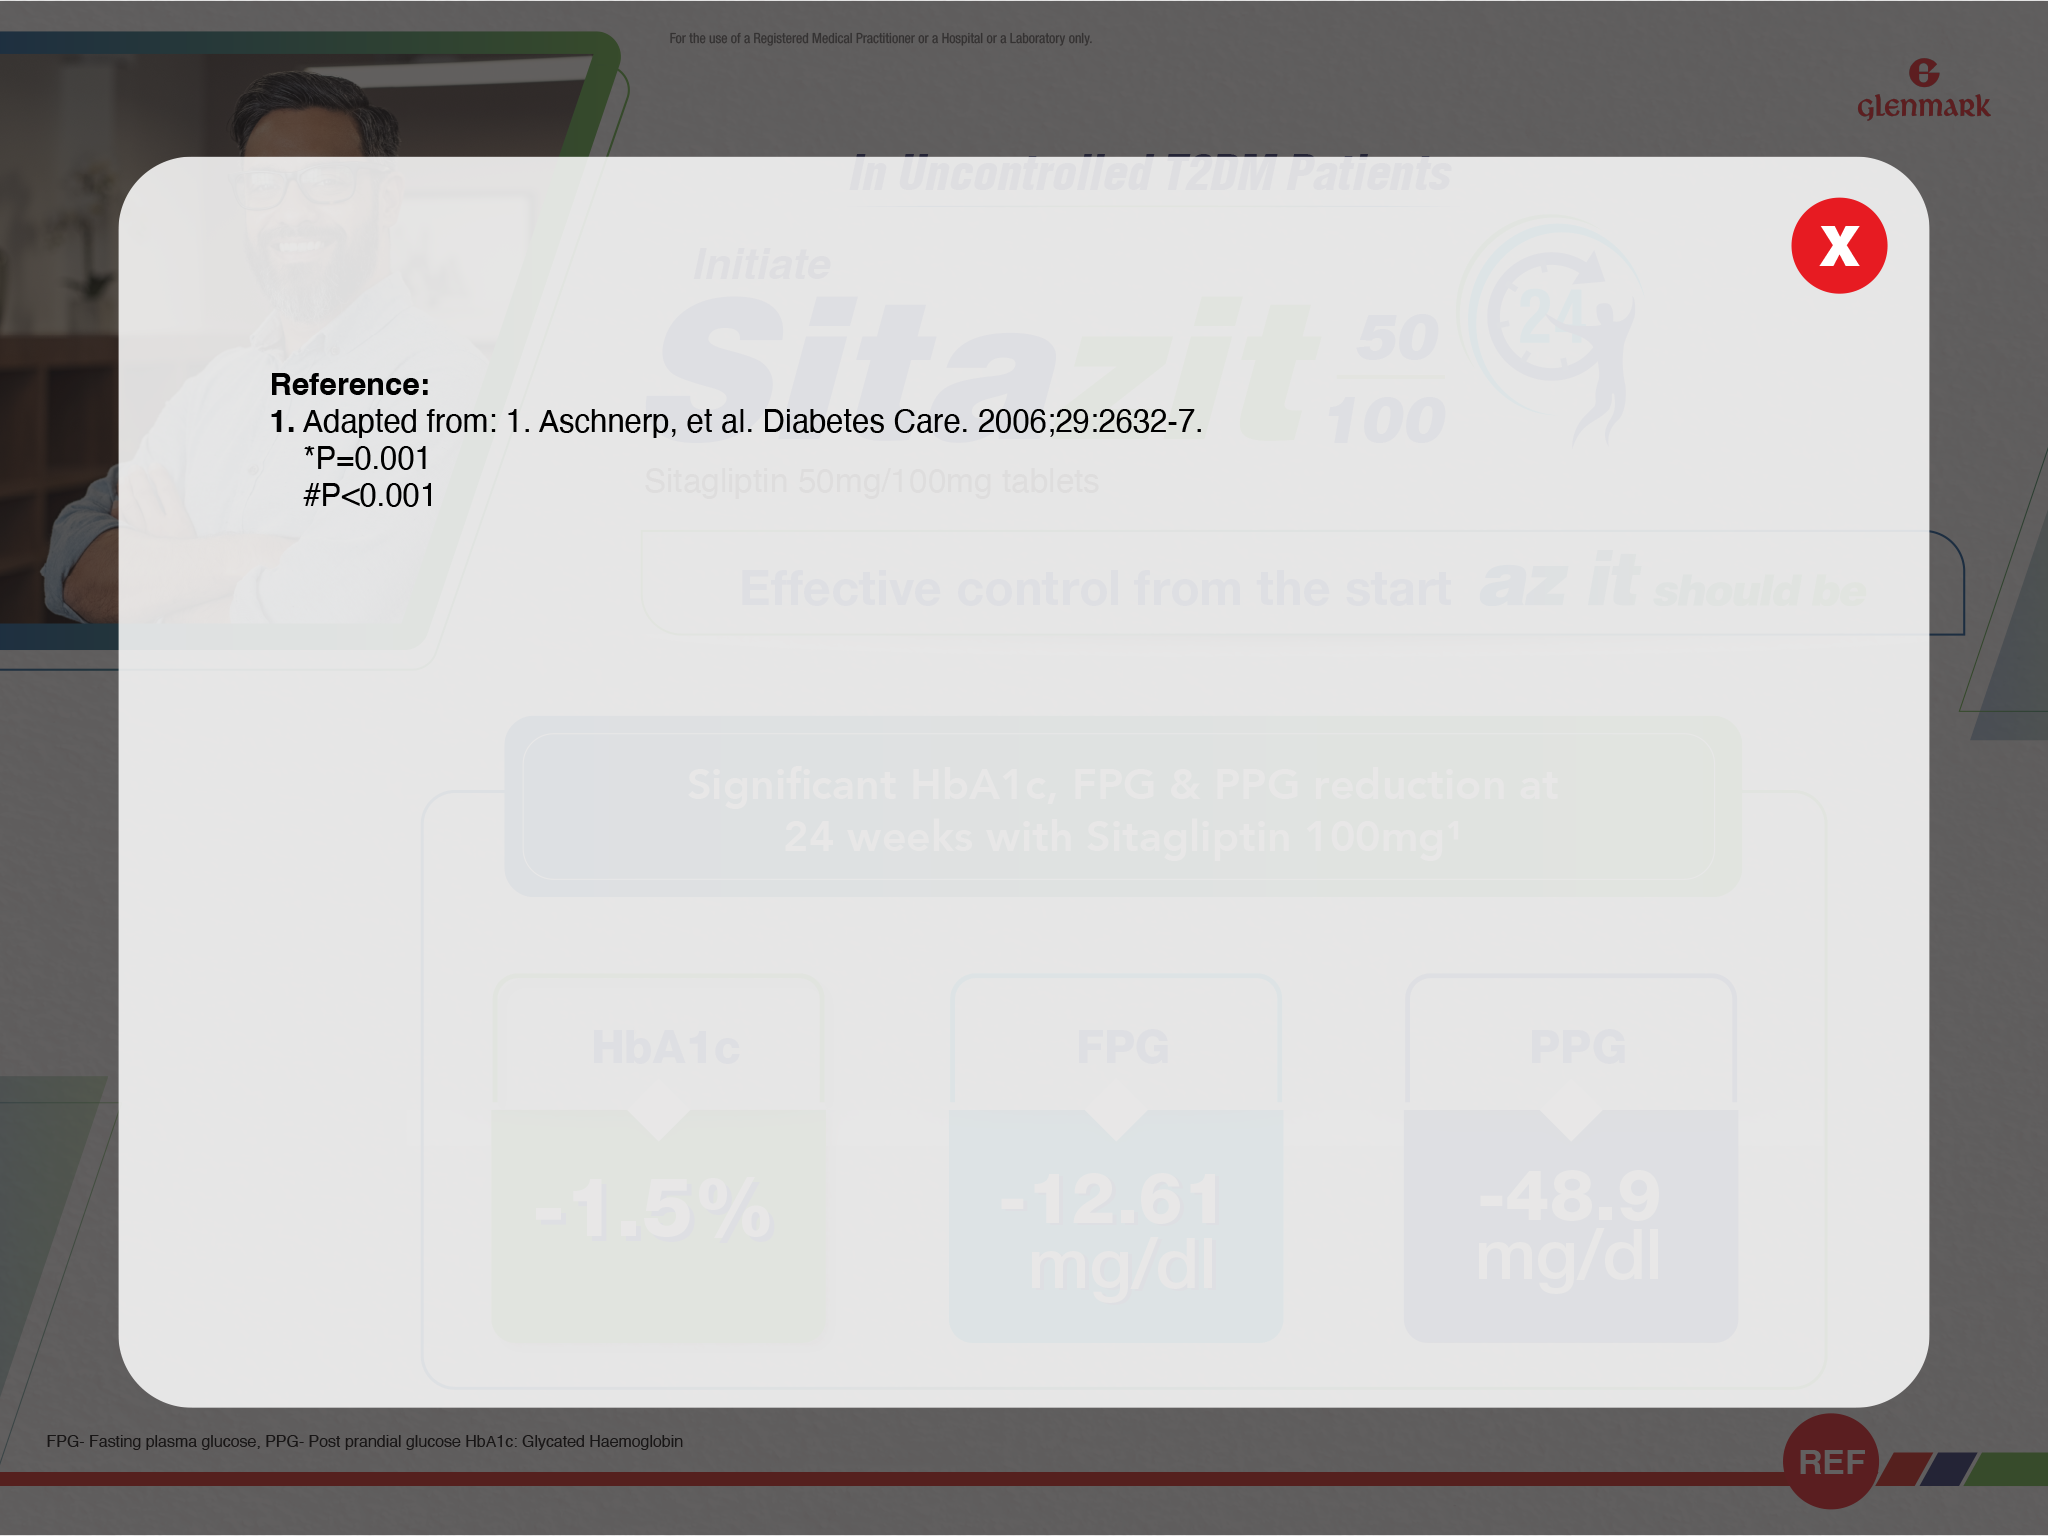 For the use of a Registered Medical Practitioner or a Hospital or a Laboratory only.
Glenmark
In Uncontrolled T2DM Patients
X
Initiate
Sitazit 50
100
24
Sitagliptin 50mg/100mg tablets
Reference:
1. Adapted from: 1. Aschnerp, et al. Diabetes Care. 2006;29:2632-7.
*P=0.001
#P<0.001
Effective control from the start az it should be
Significant HbA1c, FPG & PPG reduction at
24 weeks with Sitagliptin 100mg¹
HbA1c
-1.5%
FPG
-12.61
mg/dl
PPG
-48.9
mg/dl
FPG- Fasting plasma glucose, PPG- Post prandial glucose HbA1c: Glycated Haemoglobin
REF